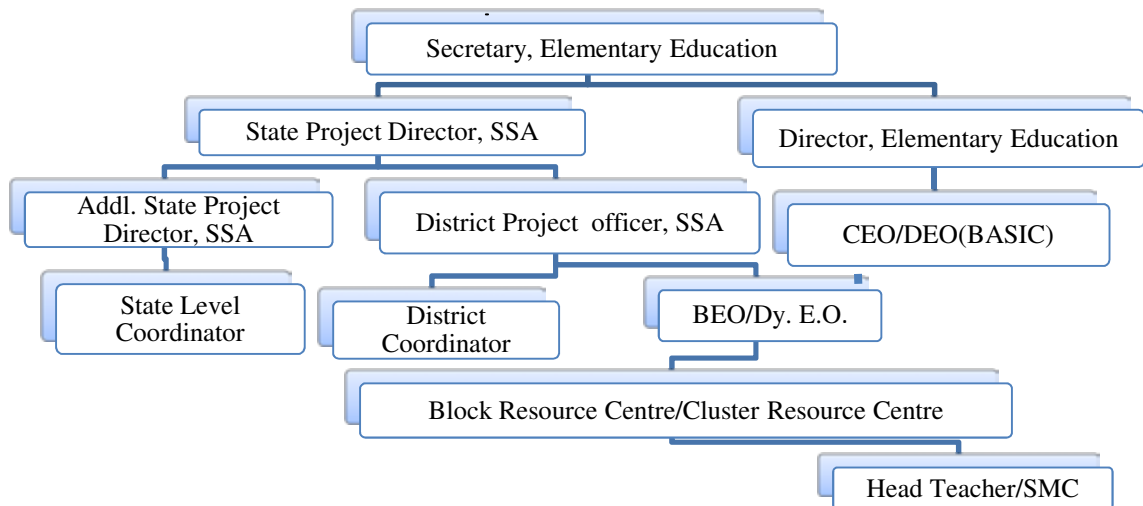 Secretary, Elementary Education
State Project Director, SSA
Director, Elementary Education
Addl. State Project
Director, SSA
District Project officer, SSA
CEO/DEO(BASIC)
State Level
Coordinator
District
Coordinator
BEO/Dy. E.O.
Block Resource Centre/Cluster Resource Centre
Head Teacher/SMC